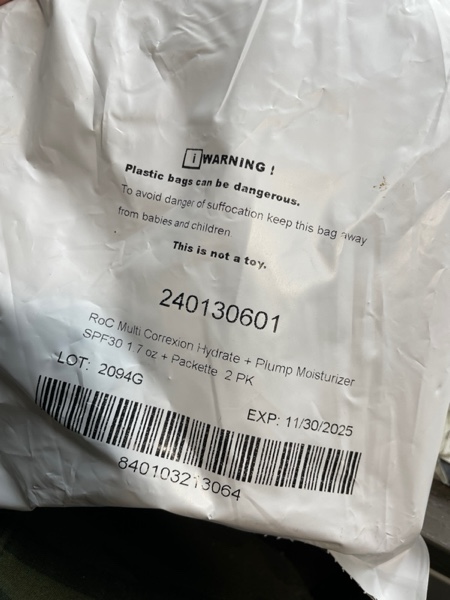 i WARNING !
Plastic bags can be dangerous.
To avoid danger of suffocation keep this bag away
from babies and children
This is not a toy.
240130601
RoC Multi Correxion Hydrate + Plump Moisturizer
SPF30 1.7 oz + Packette 2 PK
LOT: 2094G
EXP: 11/30/2025
840103213064